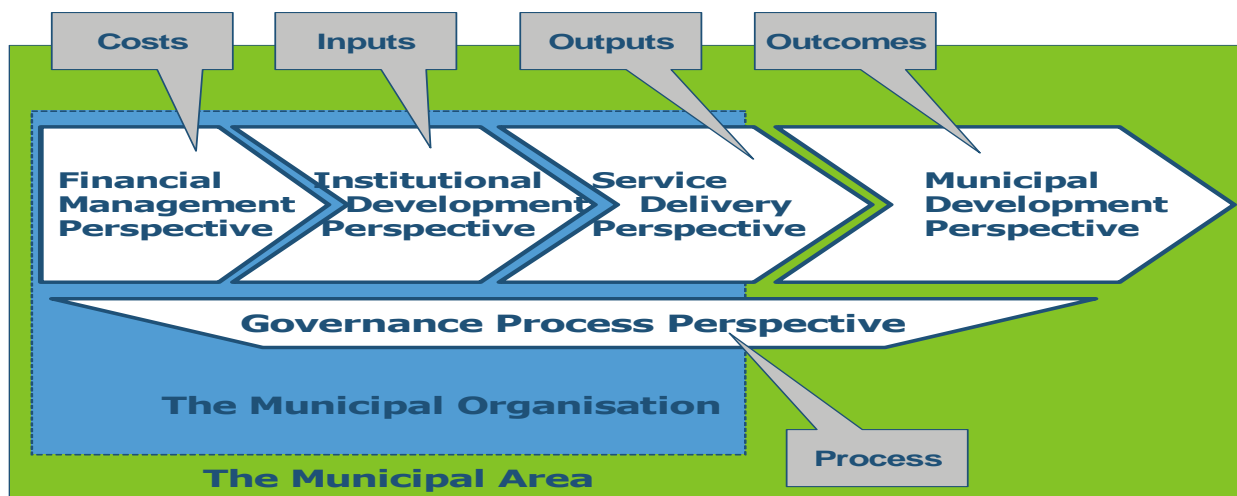 Costs
Inputs
Outputs
Outcomes
Financial
Management
Perspective
Institutional
Development
Perspective
Service
Delivery
Perspective
Municipal
Development
Perspective
Governance Process Perspective
The Municipal Organisation
Process
The Municipal Area